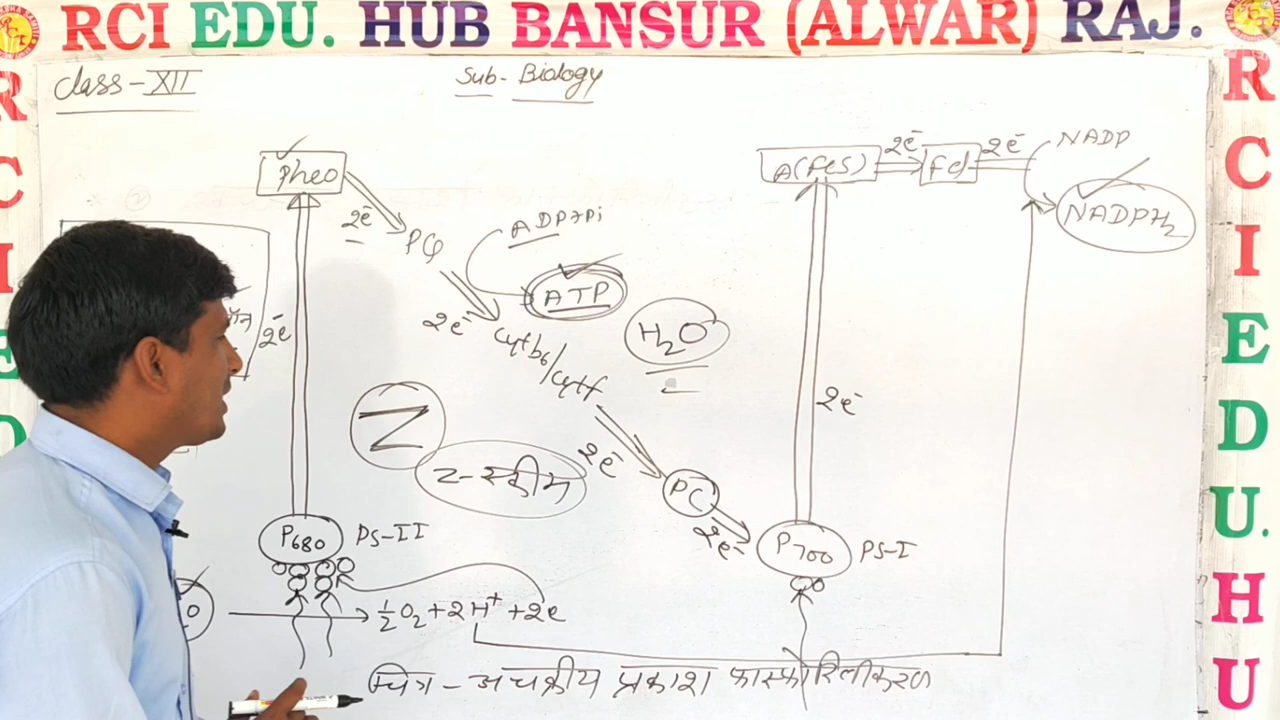 RCI EDU. HUB BANSUR (ALWAR) RAJ.
Class-XII
Sub- Biology
Pheo
2e⁻
2e⁻
PQ
ADP+Pi
ATP
2e⁻
Cytb6/cytf
H2O
Z
Z-स्कीम
2e⁻
PC
2e⁻
P680
PS-II
P700
PS-I
2e⁻
A(FeS)
2e⁻
Fd
2e⁻
NADP
NADPH2
½O2+2H⁺+2e
चित्र - अचक्रीय प्रकाश फास्फोरिलीकरण
R
C
I
E
D
R
C
I
E
D
U.
H
U